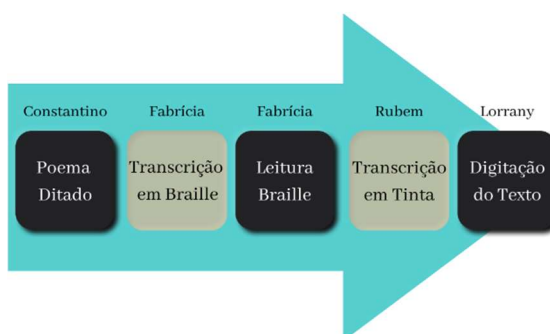 Constantino
Fabrícia
Fabrícia
Rubem
Lorrany
Poema
Ditado
Transcrição
em Braille
Leitura
Braille
Transcrição
em Tinta
Digitação
do Texto